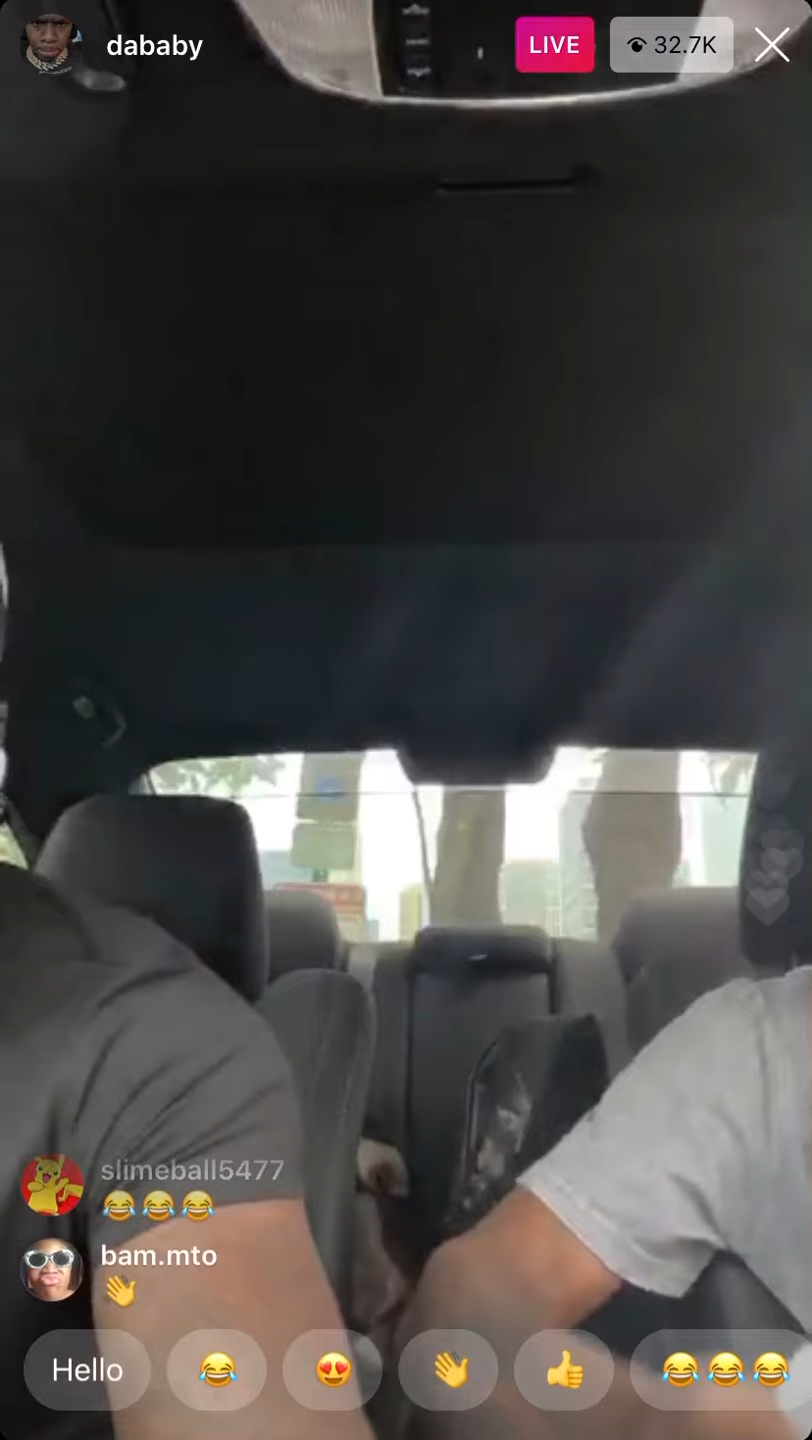 dababy
LIVE
32.7K
slimeball5477
😂😂😂
bam.mto
👋
Hello
😂
😍
👋
👍
😂😂😂